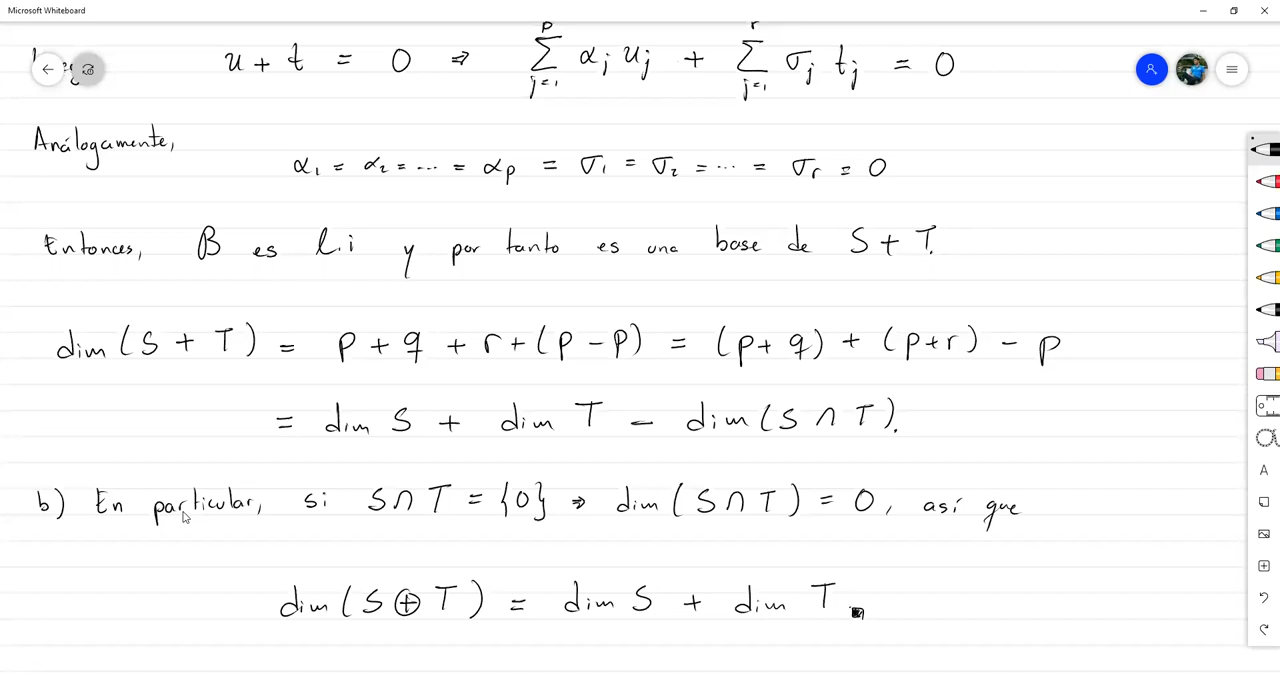 Microsoft Whiteboard
u + t = 0 ⇒ ∑_{j=1}^{p} α_j u_j + ∑_{j=1}^{r} σ_j t_j = 0
Análogamente,
α_1 = α_2 = ... = α_p = σ_1 = σ_2 = ... = σ_r = 0
Entonces, B es l.i y por tanto es una base de S + T.
dim(S + T) = p + q + r + (p - p) = (p + q) + (p + r) - p
= dim S + dim T - dim(S ∩ T).
b) En particular, si S ∩ T = {0} ⇒ dim(S ∩ T) = 0, así que
dim(S ⊕ T) = dim S + dim T